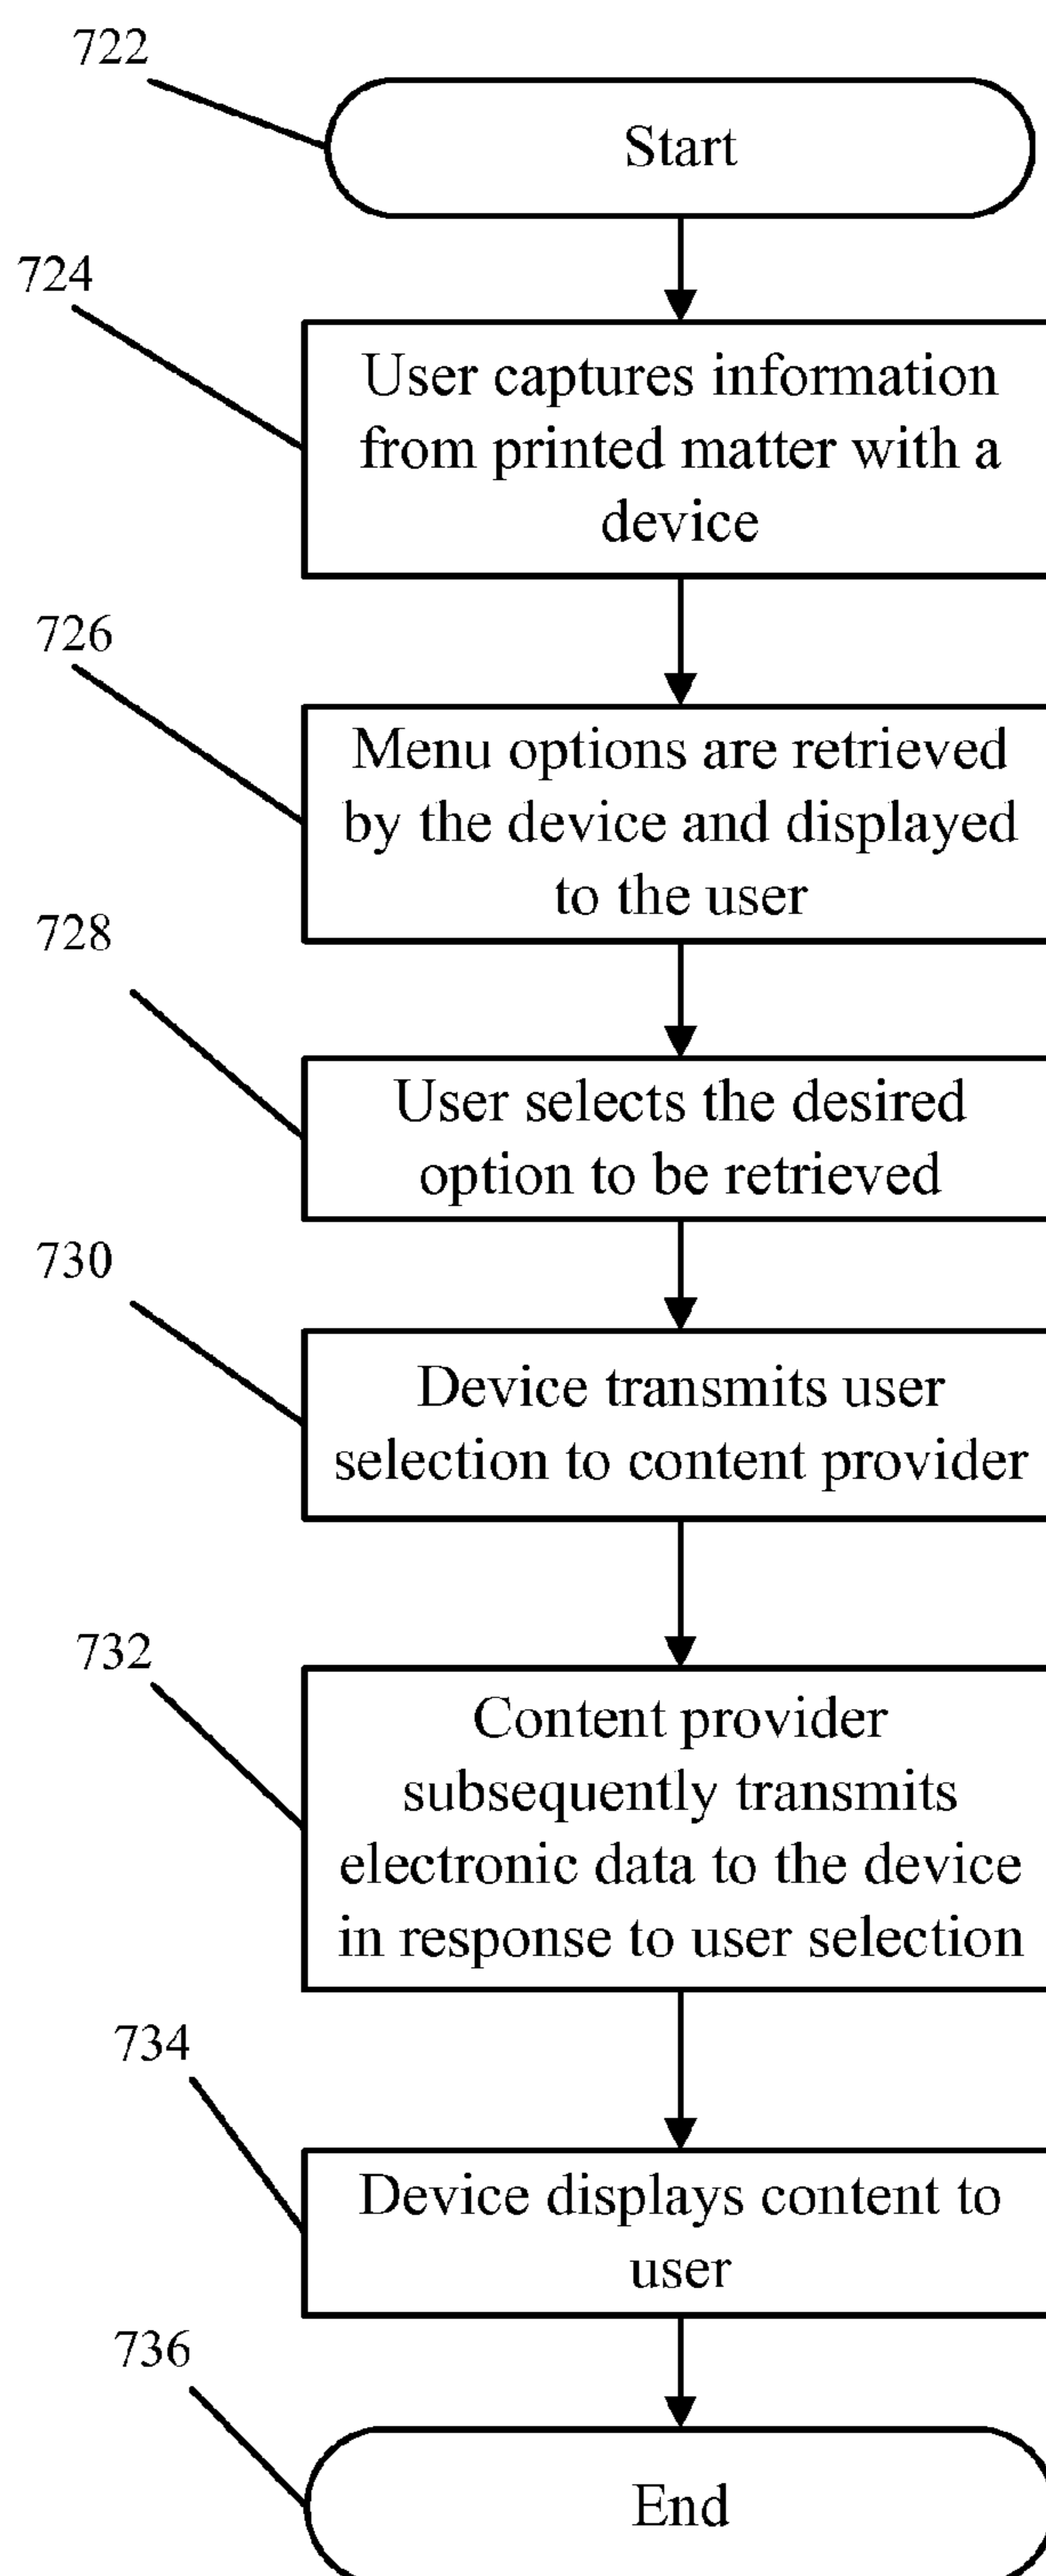 722
Start
724
User captures information
from printed matter with a
device
726
Menu options are retrieved
by the device and displayed
to the user
728
User selects the desired
option to be retrieved
730
Device transmits user
selection to content provider
732
Content provider
subsequently transmits
electronic data to the device
in response to user selection
734
Device displays content to
user
736
End